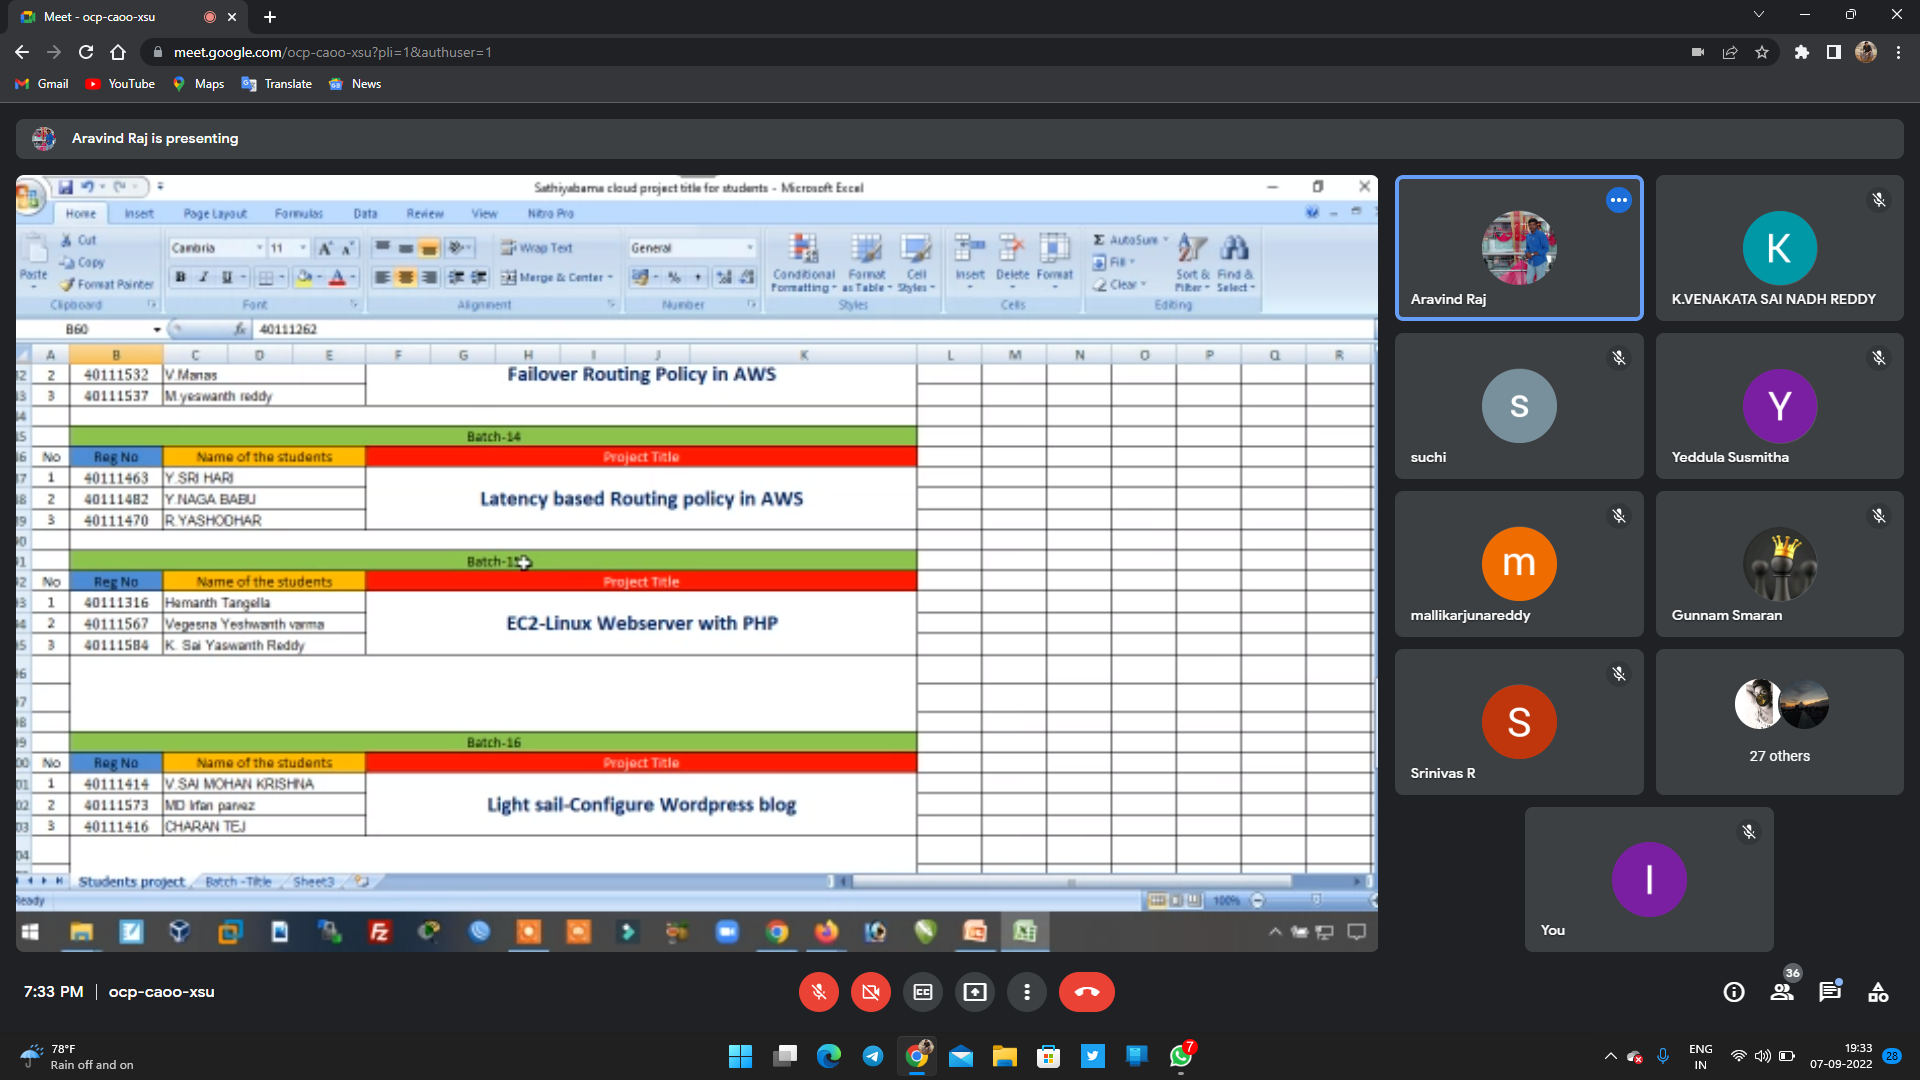 Meet - ocp-caoo-xsu
meet.google.com/ocp-caoo-xsu?pli=1&authuser=1
Gmail YouTube Maps Translate News
Aravind Raj is presenting
Sathiyabama cloud project title for students - Microsoft Excel
Home Insert Page Layout Formulas Data Review View Nitro Pro
Paste Cut Copy Format Painter Clipboard
Cambria 11 B I U Font
Wrap Text Merge & Center Alignment
General Number
Conditional Formatting Format as Table Cell Styles Styles
Insert Delete Format Cells
AutoSum Fill Clear Sort & Filter Find & Select Editing
B60 fx 40111262
A B C D E F G H I J K L M N O P Q R
2 40111532 V.Manas Failover Routing Policy in AWS
3 40111537 M.yeswanth reddy
Batch-14
No Reg No Name of the students Project Title
1 40111463 Y.SRI HARI
2 40111482 Y.NAGA BABU Latency based Routing policy in AWS
3 40111470 R.YASHODHAR
Batch-15
No Reg No Name of the students Project Title
1 40111316 Hemanth Tangella
2 40111567 Vegesna Yeshwanth varma EC2-Linux Webserver with PHP
3 40111584 K. Sai Yaswanth Reddy
Batch-16
No Reg No Name of the students Project Title
1 40111414 V.SAI MOHAN KRISHNA
2 40111573 MD Irfan parvez Light sail-Configure Wordpress blog
3 40111416 CHARAN TEJ
Students project Batch -Title Sheet3
100%
Aravind Raj
K
K.VENAKATA SAI NADH REDDY
s
suchi
Y
Yeddula Susmitha
m
mallikarjunareddy
Gunnam Smaran
S
Srinivas R
27 others
I
You
7:33 PM | ocp-caoo-xsu
36
78°F
Rain off and on
7
ENG
IN
19:33
07-09-2022
28